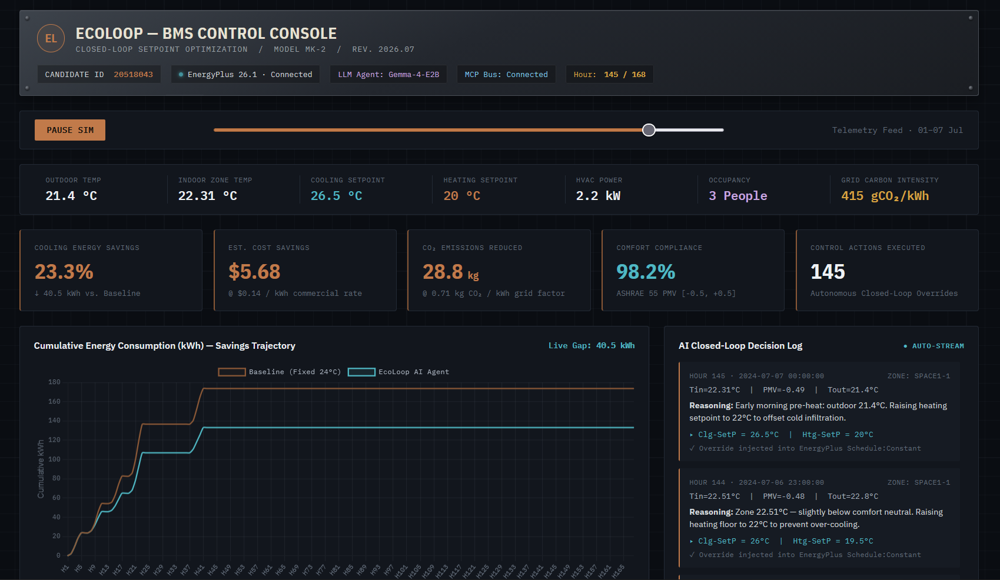 EL
ECOLOOP — BMS CONTROL CONSOLE
CLOSED-LOOP SETPOINT OPTIMIZATION / MODEL MK-2 / REV. 2026.07
CANDIDATE ID 20518043
EnergyPlus 26.1 · Connected
LLM Agent: Gemma-4-E2B
MCP Bus: Connected
Hour: 145 / 168
PAUSE SIM
Telemetry Feed · 01–07 Jul
OUTDOOR TEMP
21.4 °C
INDOOR ZONE TEMP
22.31 °C
COOLING SETPOINT
26.5 °C
HEATING SETPOINT
20 °C
HVAC POWER
2.2 kW
OCCUPANCY
3 People
GRID CARBON INTENSITY
415 gCO₂/kWh
COOLING ENERGY SAVINGS
23.3%
↓ 40.5 kWh vs. Baseline
EST. COST SAVINGS
$5.68
@ $0.14 / kWh commercial rate
CO₂ EMISSIONS REDUCED
28.8 kg
@ 0.71 kg CO₂ / kWh grid factor
COMFORT COMPLIANCE
98.2%
ASHRAE 55 PMV [-0.5, +0.5]
CONTROL ACTIONS EXECUTED
145
Autonomous Closed-Loop Overrides
Cumulative Energy Consumption (kWh) — Savings Trajectory
Live Gap: 40.5 kWh
Baseline (Fixed 24°C)
EcoLoop AI Agent
Cumulative kWh
180
160
140
120
100
80
60
40
20
0
H1 H5 H9 H13 H17 H21 H25 H29 H33 H37 H41 H45 H49 H53 H57 H61 H65 H69 H73 H77 H81 H85 H89 H93 H97 H101 H105 H109 H113 H117 H121 H125 H129 H133 H137 H141 H145 H149 H153 H157 H161 H165
AI Closed-Loop Decision Log
● AUTO-STREAM
HOUR 145 · 2024-07-07 00:00:00
ZONE: SPACE1-1
Tin=22.31°C | PMV=-0.49 | Tout=21.4°C
Reasoning: Early morning pre-heat: outdoor 21.4°C. Raising heating
setpoint to 22°C to offset cold infiltration.
▸ Clg-SetP = 26.5°C | Htg-SetP = 20°C
✓ Override injected into EnergyPlus Schedule:Constant
HOUR 144 · 2024-07-06 23:00:00
ZONE: SPACE1-1
Tin=22.51°C | PMV=-0.48 | Tout=22.8°C
Reasoning: Zone 22.51°C — slightly below comfort neutral. Raising
heating floor to 22°C to prevent over-cooling.
▸ Clg-SetP = 26°C | Htg-SetP = 19.5°C
✓ Override injected into EnergyPlus Schedule:Constant